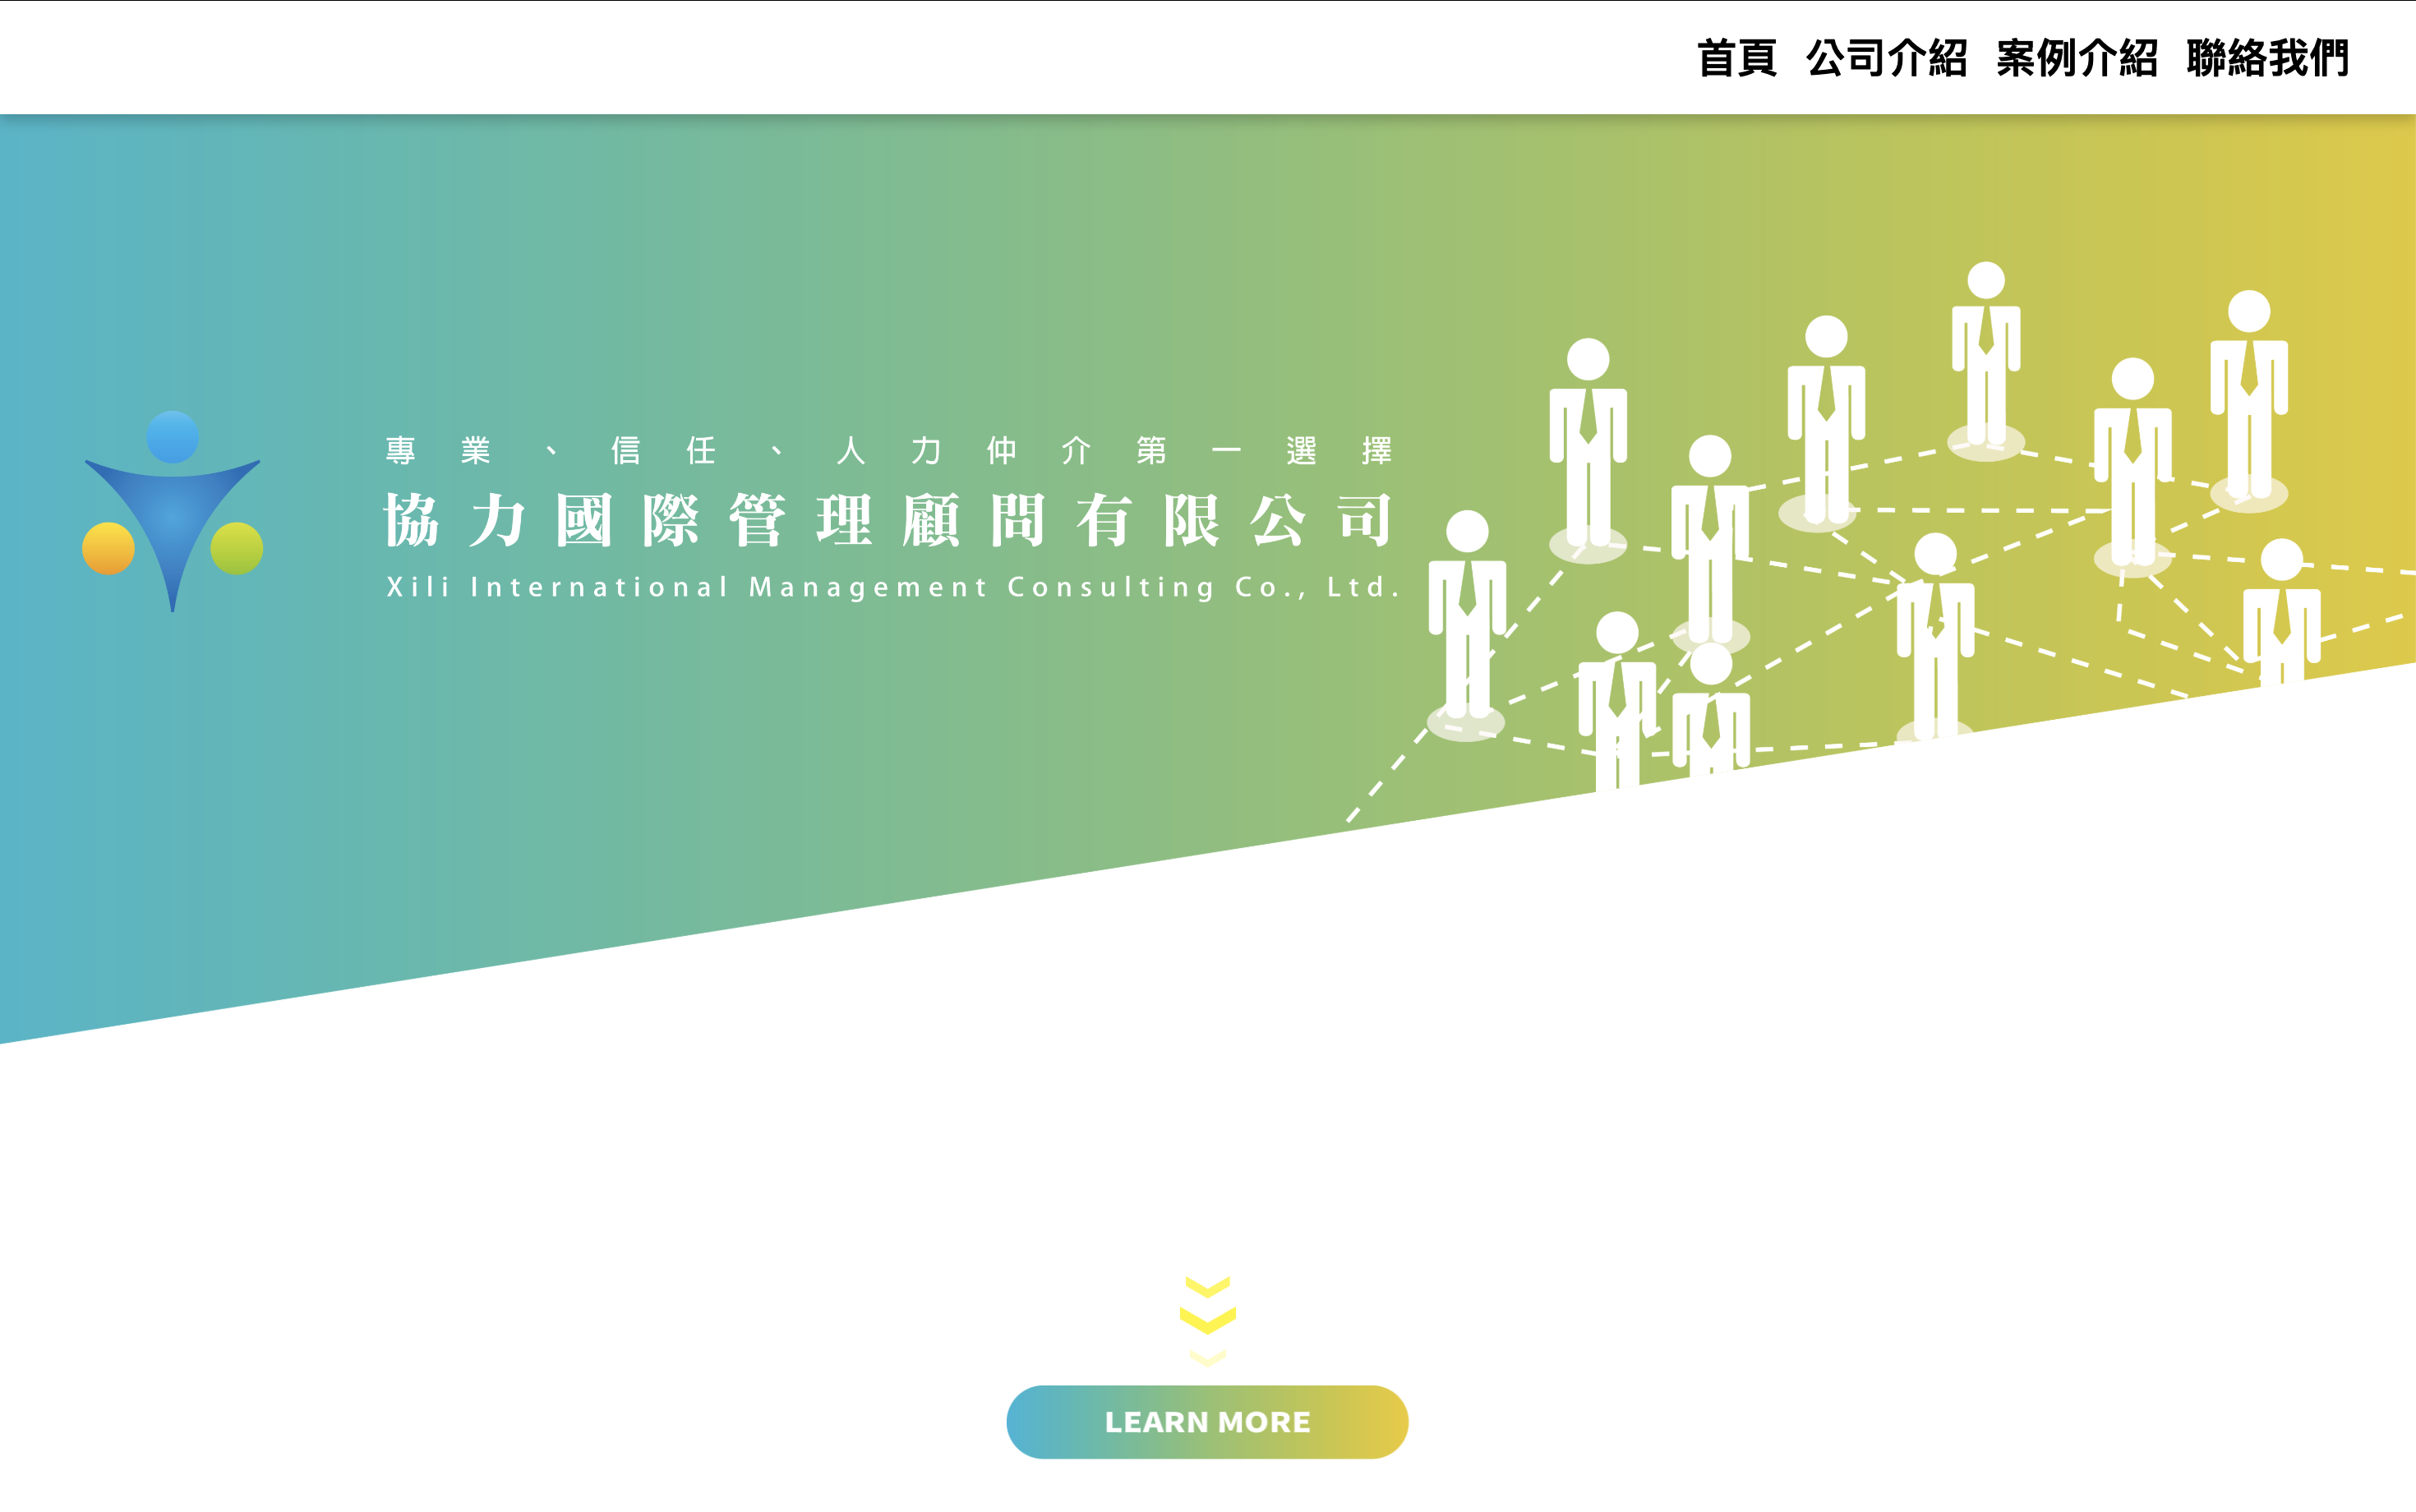 首頁 公司介紹 案例介紹 聯絡我們
專業、信任、人力仲介第一選擇
協力國際管理顧問有限公司
Xili International Management Consulting Co., Ltd.
LEARN MORE